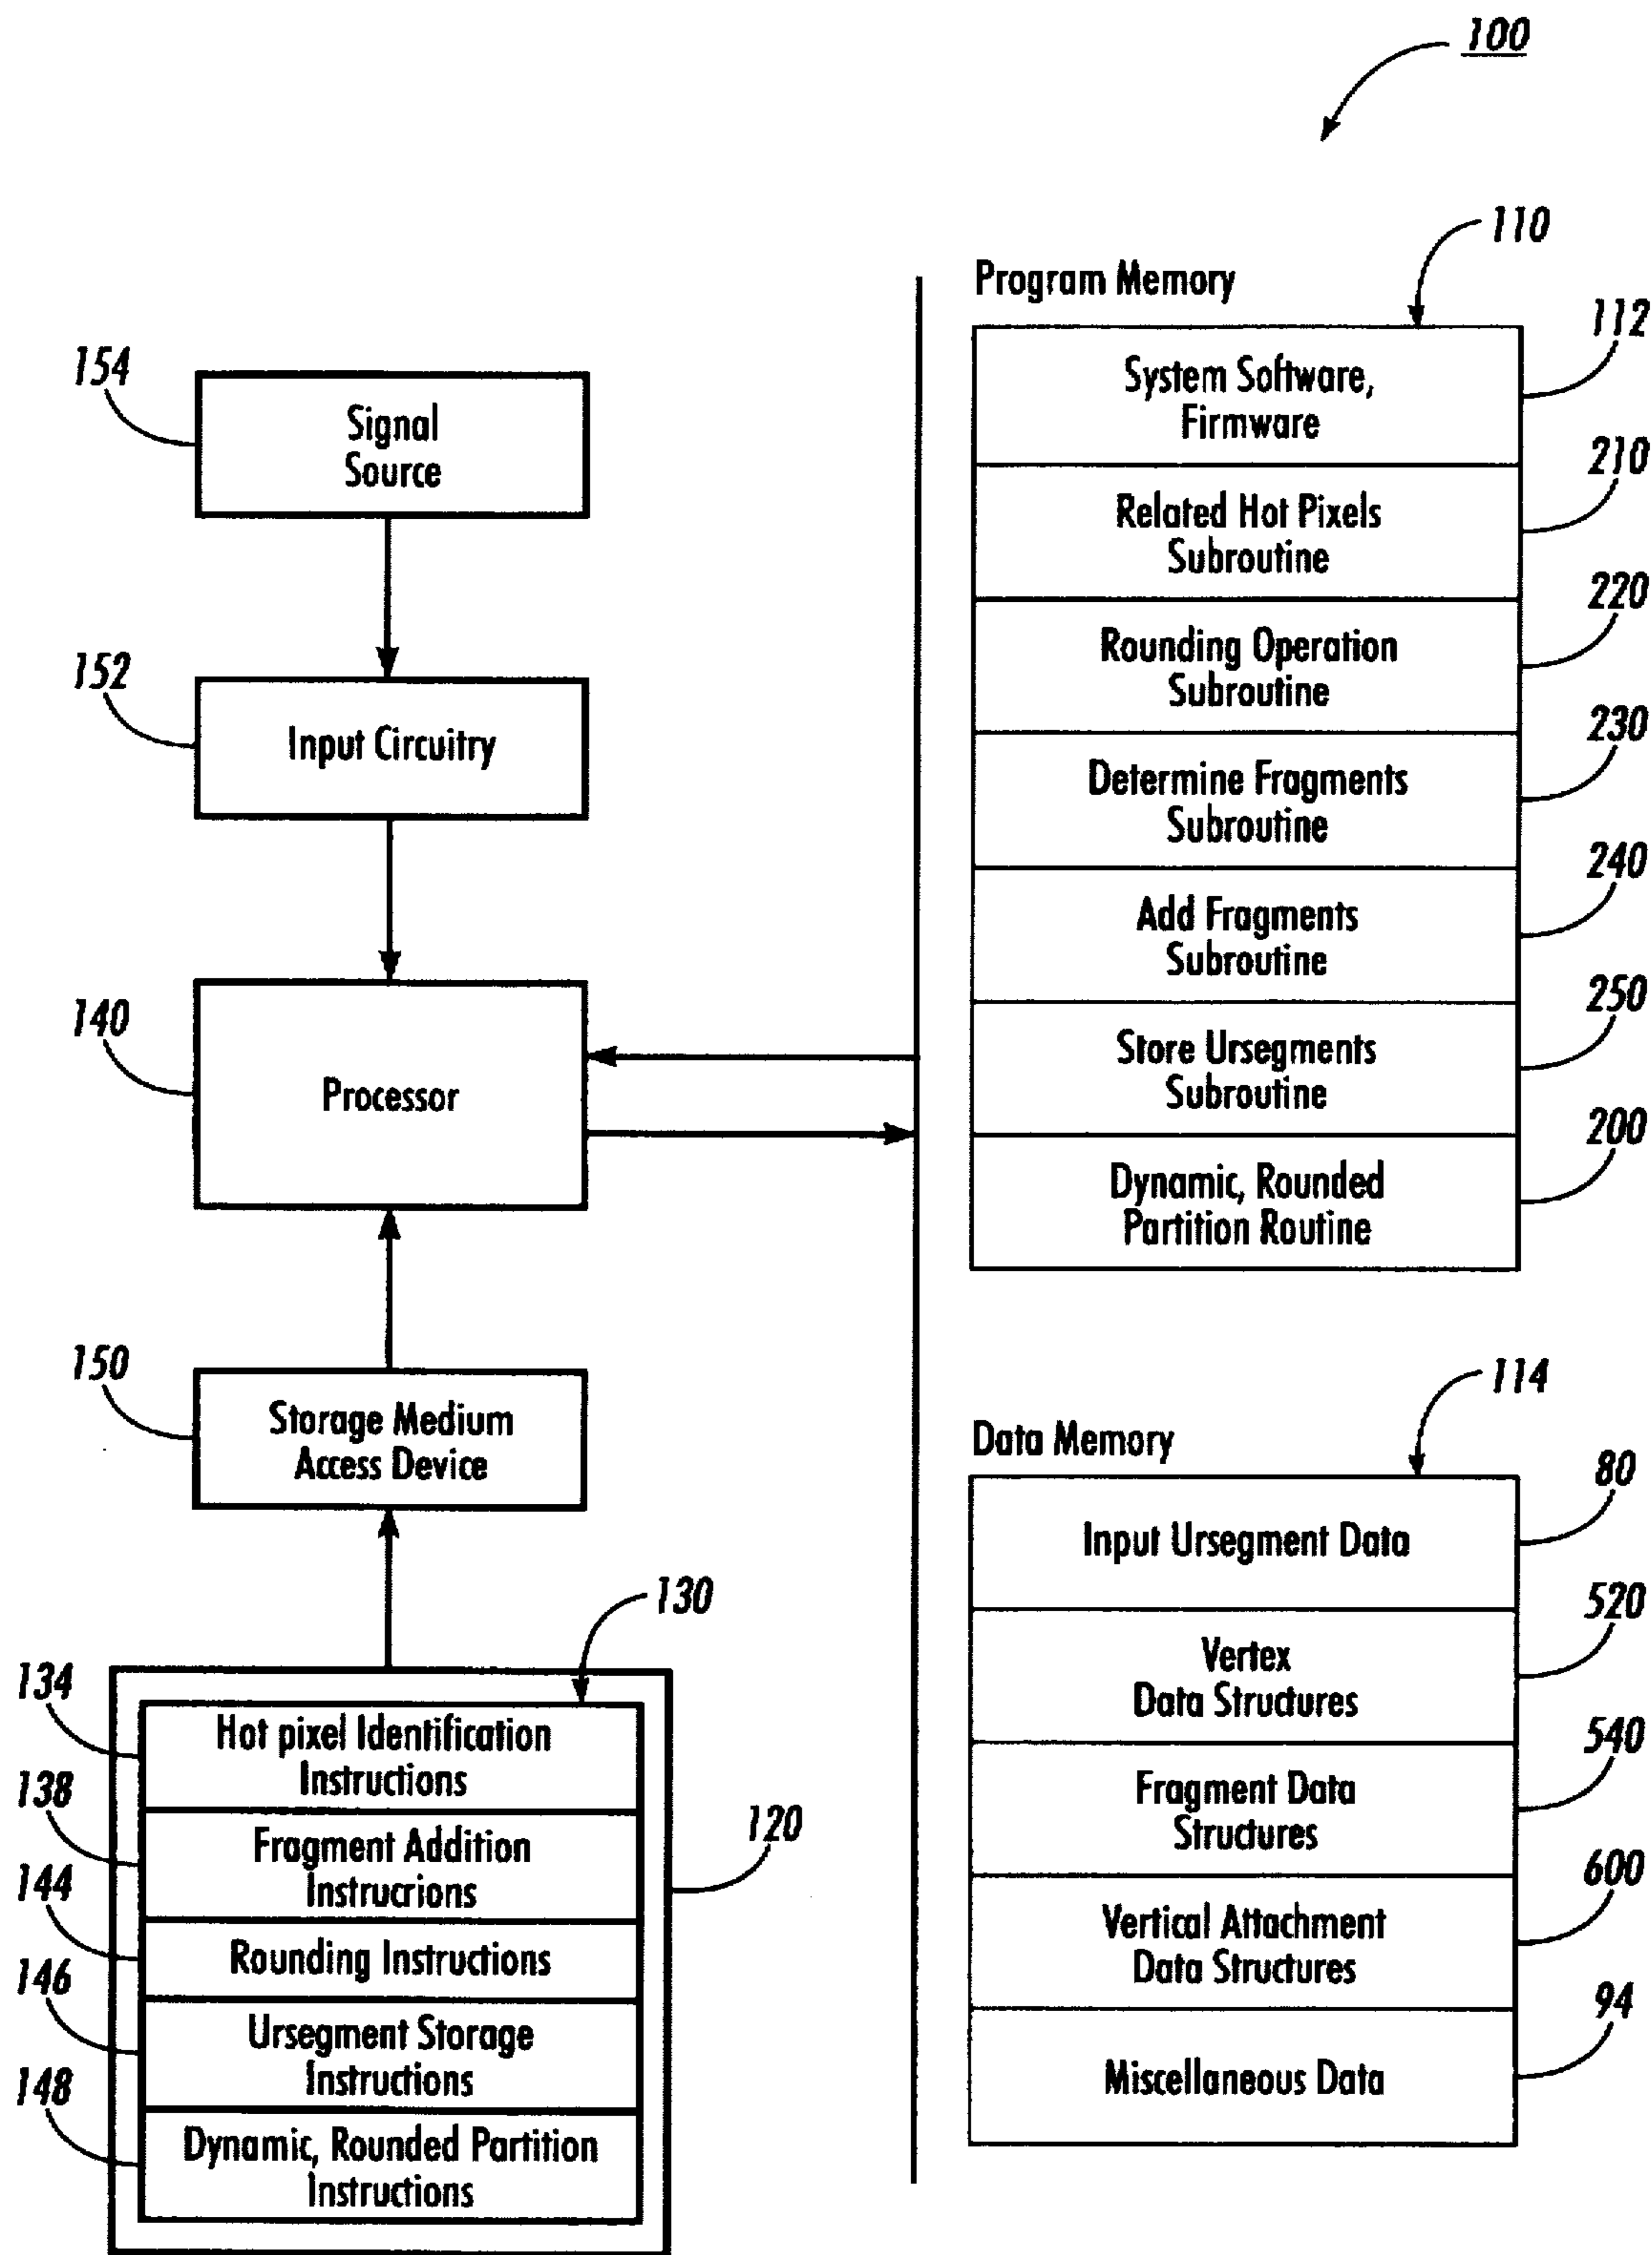 100
110
Program Memory
112
System Software,
Firmware
210
Related Hot Pixels
Subroutine
220
Rounding Operation
Subroutine
230
Determine Fragments
Subroutine
240
Add Fragments
Subroutine
250
Store Ursegments
Subroutine
200
Dynamic, Rounded
Partition Routine
154
Signal
Source
152
Input Circuitry
140
Processor
150
Storage Medium
Access Device
130
134
Hot pixel Identification
Instructions
138
Fragment Addition
Instrucrions
120
144
Rounding Instructions
146
Ursegment Storage
Instructions
148
Dynamic, Rounded Partition
Instructions
114
Data Memory
80
Input Ursegment Data
520
Vertex
Data Structures
540
Fragment Data
Structures
600
Vertical Attachment
Data Structures
94
Miscellaneous Data